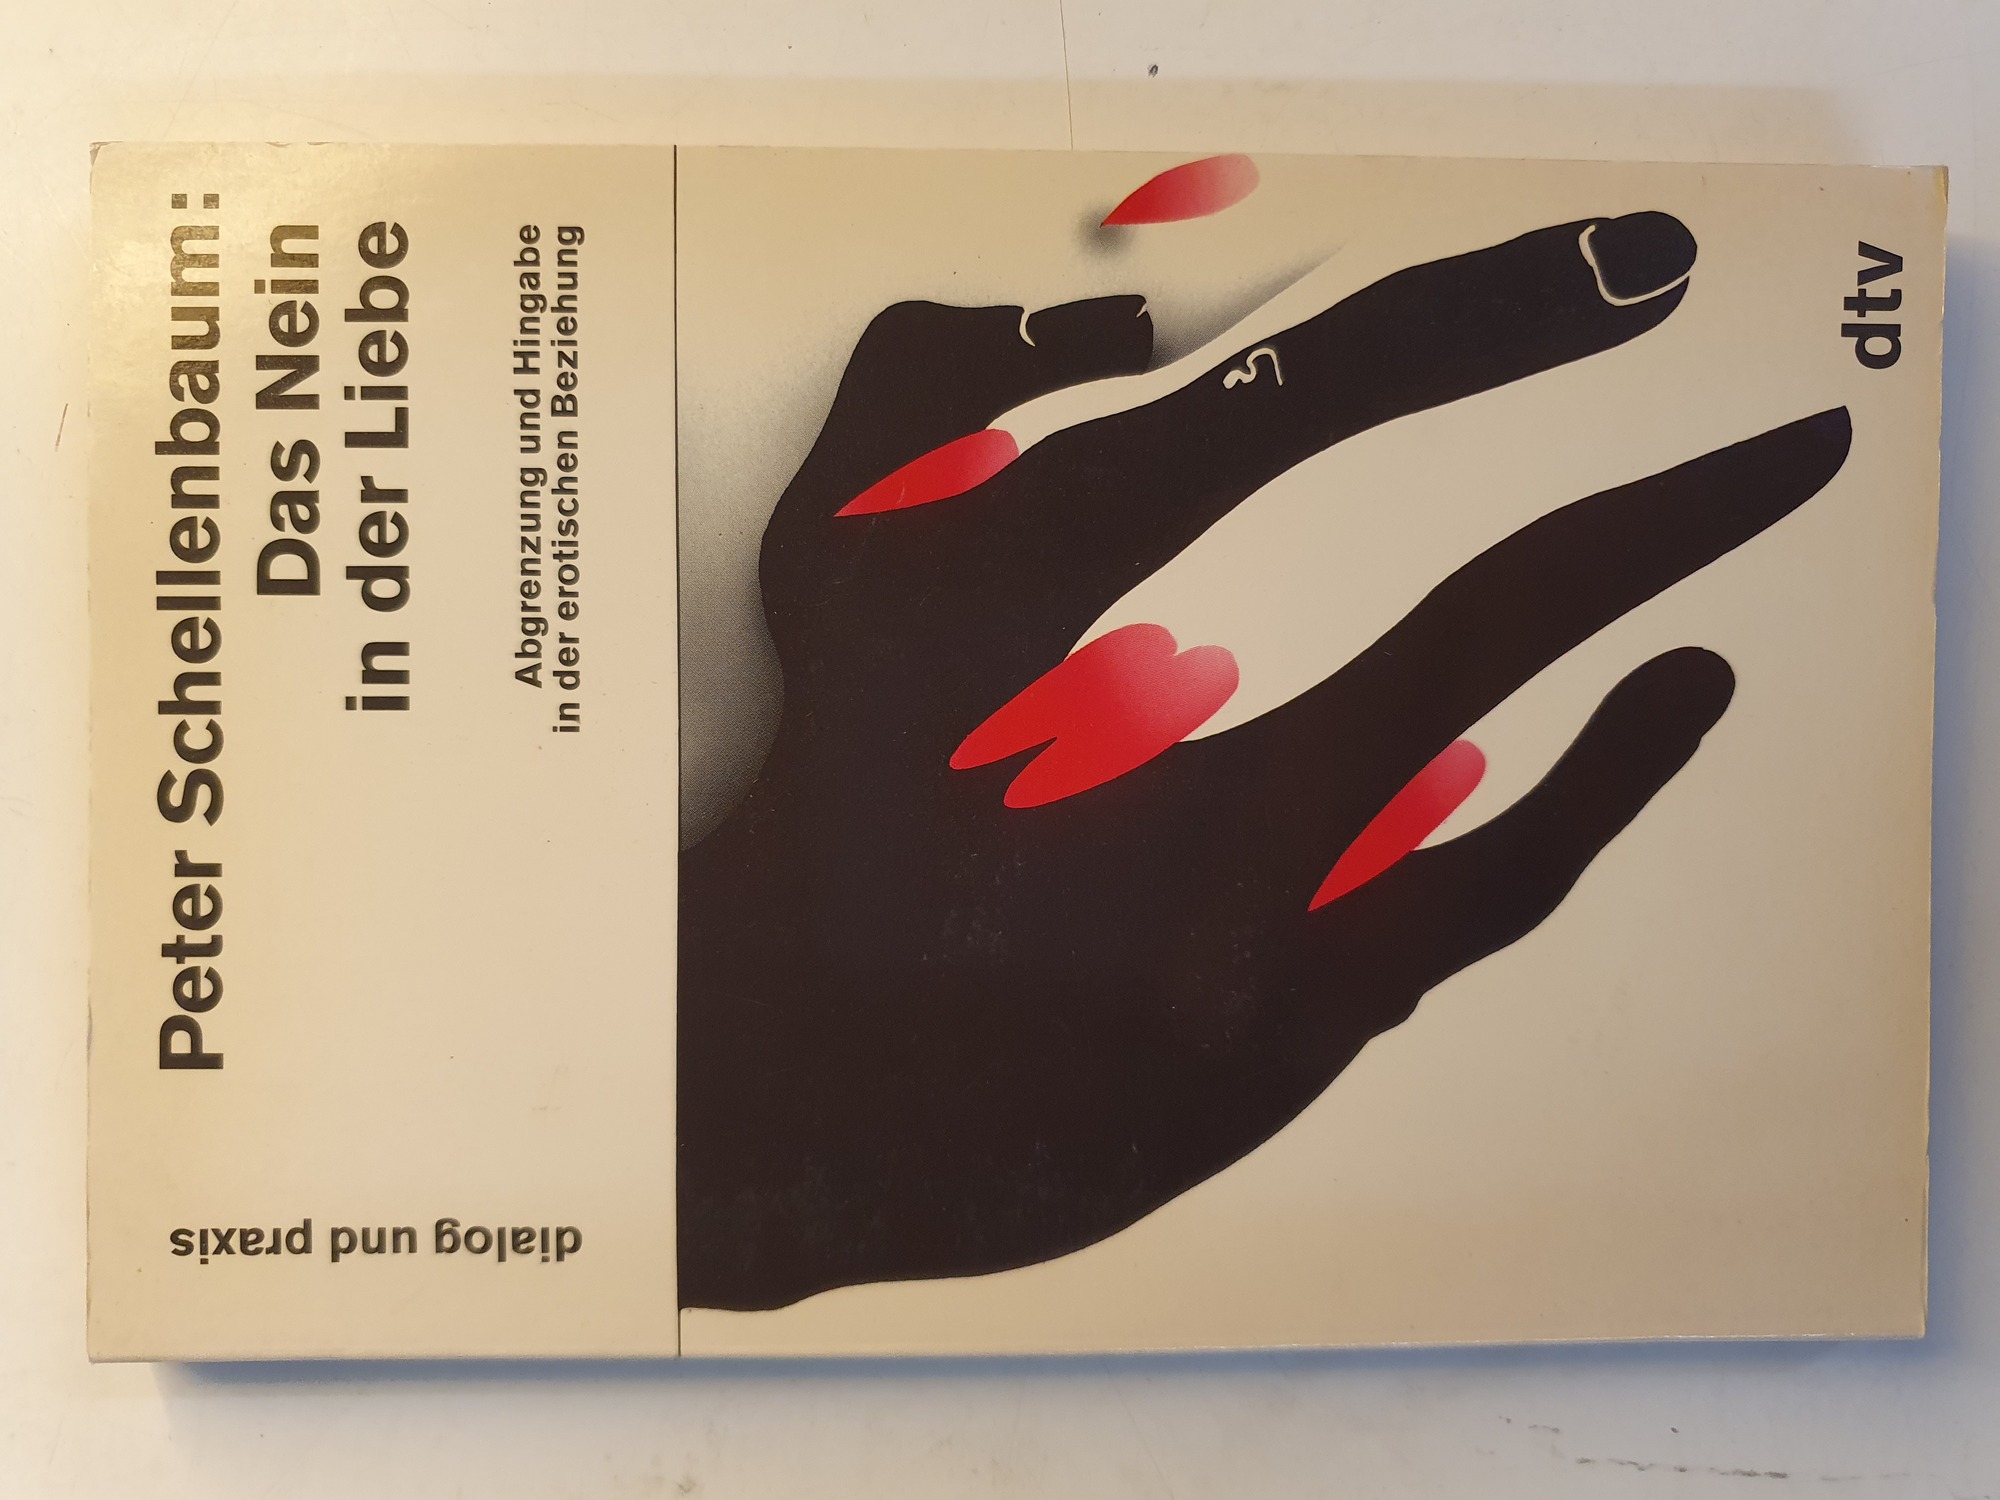 Peter Schellenbaum:
Das Nein
in der Liebe
Abgrenzung und Hingabe
in der erotischen Beziehung
dialog und praxis
dtv